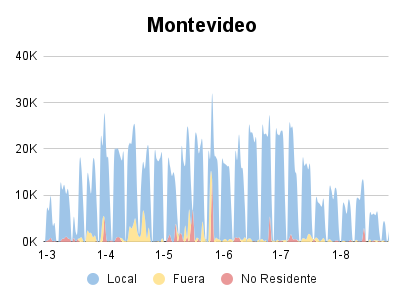 Montevideo
40K
30K
20K
10K
0K
1-3 1-4 1-5 1-6 1-7 1-8
Local Fuera No Residente